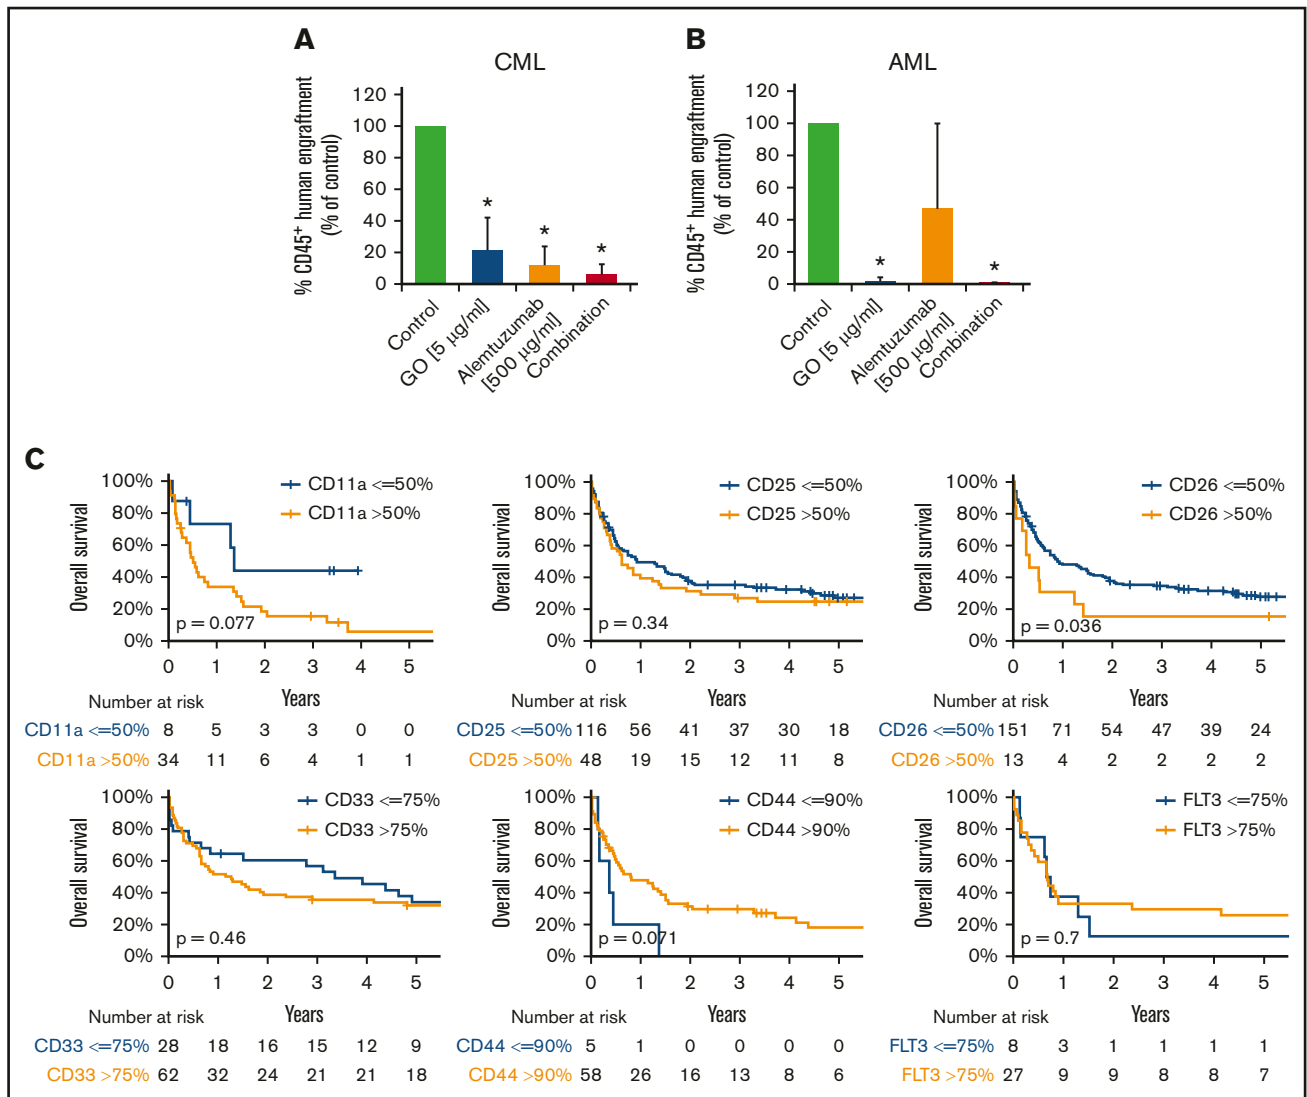 A
CML
% CD45+ human engraftment
(% of control)
120
100
80
60
40
20
0
*
*
*
Control
GO [5 µg/ml]
Alemtuzumab
[500 µg/ml]
Combination
B
AML
% CD45+ human engraftment
(% of control)
120
100
80
60
40
20
0
*
*
Control
GO [5 µg/ml]
Alemtuzumab
[500 µg/ml]
Combination
C
Overall survival
100%
80%
60%
40%
20%
0%
CD11a <=50%
CD11a >50%
p = 0.077
0 1 2 3 4 5
Number at risk Years
CD11a <=50% 8 5 3 3 0 0
CD11a >50% 34 11 6 4 1 1
Overall survival
100%
80%
60%
40%
20%
0%
CD25 <=50%
CD25 >50%
p = 0.34
0 1 2 3 4 5
Number at risk Years
CD25 <=50% 116 56 41 37 30 18
CD25 >50% 48 19 15 12 11 8
Overall survival
100%
80%
60%
40%
20%
0%
CD26 <=50%
CD26 >50%
p = 0.036
0 1 2 3 4 5
Number at risk Years
CD26 <=50% 151 71 54 47 39 24
CD26 >50% 13 4 2 2 2 2
Overall survival
100%
80%
60%
40%
20%
0%
CD33 <=75%
CD33 >75%
p = 0.46
0 1 2 3 4 5
Number at risk Years
CD33 <=75% 28 18 16 15 12 9
CD33 >75% 62 32 24 21 21 18
Overall survival
100%
80%
60%
40%
20%
0%
CD44 <=90%
CD44 >90%
p = 0.071
0 1 2 3 4 5
Number at risk Years
CD44 <=90% 5 1 0 0 0 0
CD44 >90% 58 26 16 13 8 6
Overall survival
100%
80%
60%
40%
20%
0%
FLT3 <=75%
FLT3 >75%
p = 0.7
0 1 2 3 4 5
Number at risk Years
FLT3 <=75% 8 3 1 1 1 1
FLT3 >75% 27 9 9 8 8 7